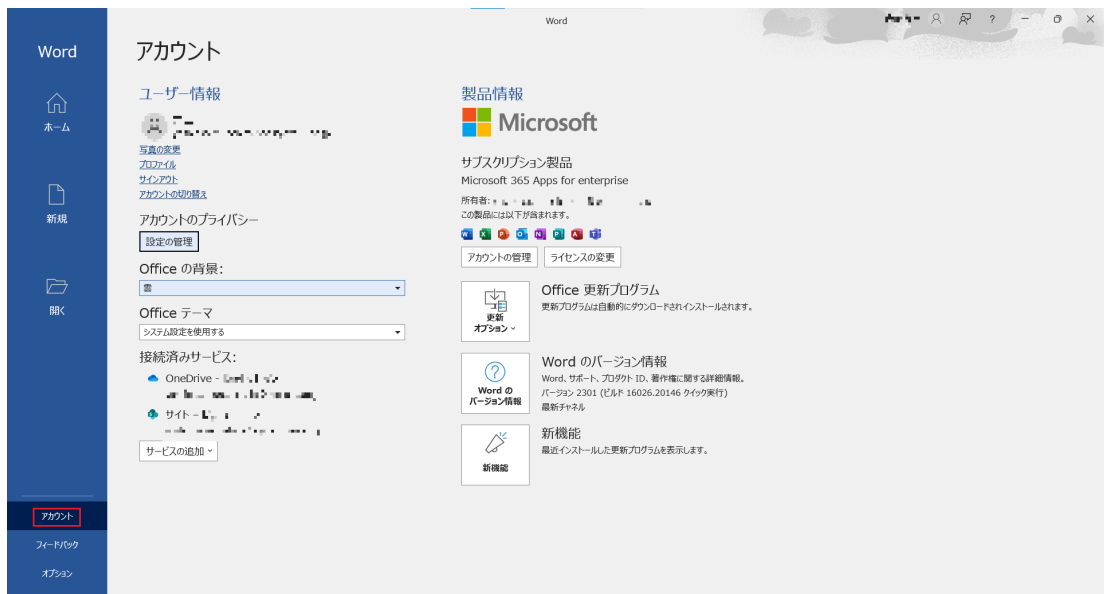 Word
Word
?
アカウント
ホーム
新規
開く
アカウント
フィードバック
オプション
ユーザー情報
写真の変更
プロファイル
サインアウト
アカウントの切り替え
アカウントのプライバシー
設定の管理
Office の背景:
雲
Office テーマ
システム設定を使用する
接続済みサービス:
OneDrive -
サイト –
サービスの追加
製品情報
Microsoft
サブスクリプション製品
Microsoft 365 Apps for enterprise
所有者:
この製品には以下が含まれます。
アカウントの管理
ライセンスの変更
更新
オプション
Office 更新プログラム
更新プログラムは自動的にダウンロードされインストールされます。
Word の
バージョン情報
Word のバージョン情報
Word、サポート、プロダクト ID、著作権に関する詳細情報。
バージョン 2301 (ビルド 16026.20146 クイック実行)
最新チャネル
新機能
新機能
最近インストールした更新プログラムを表示します。